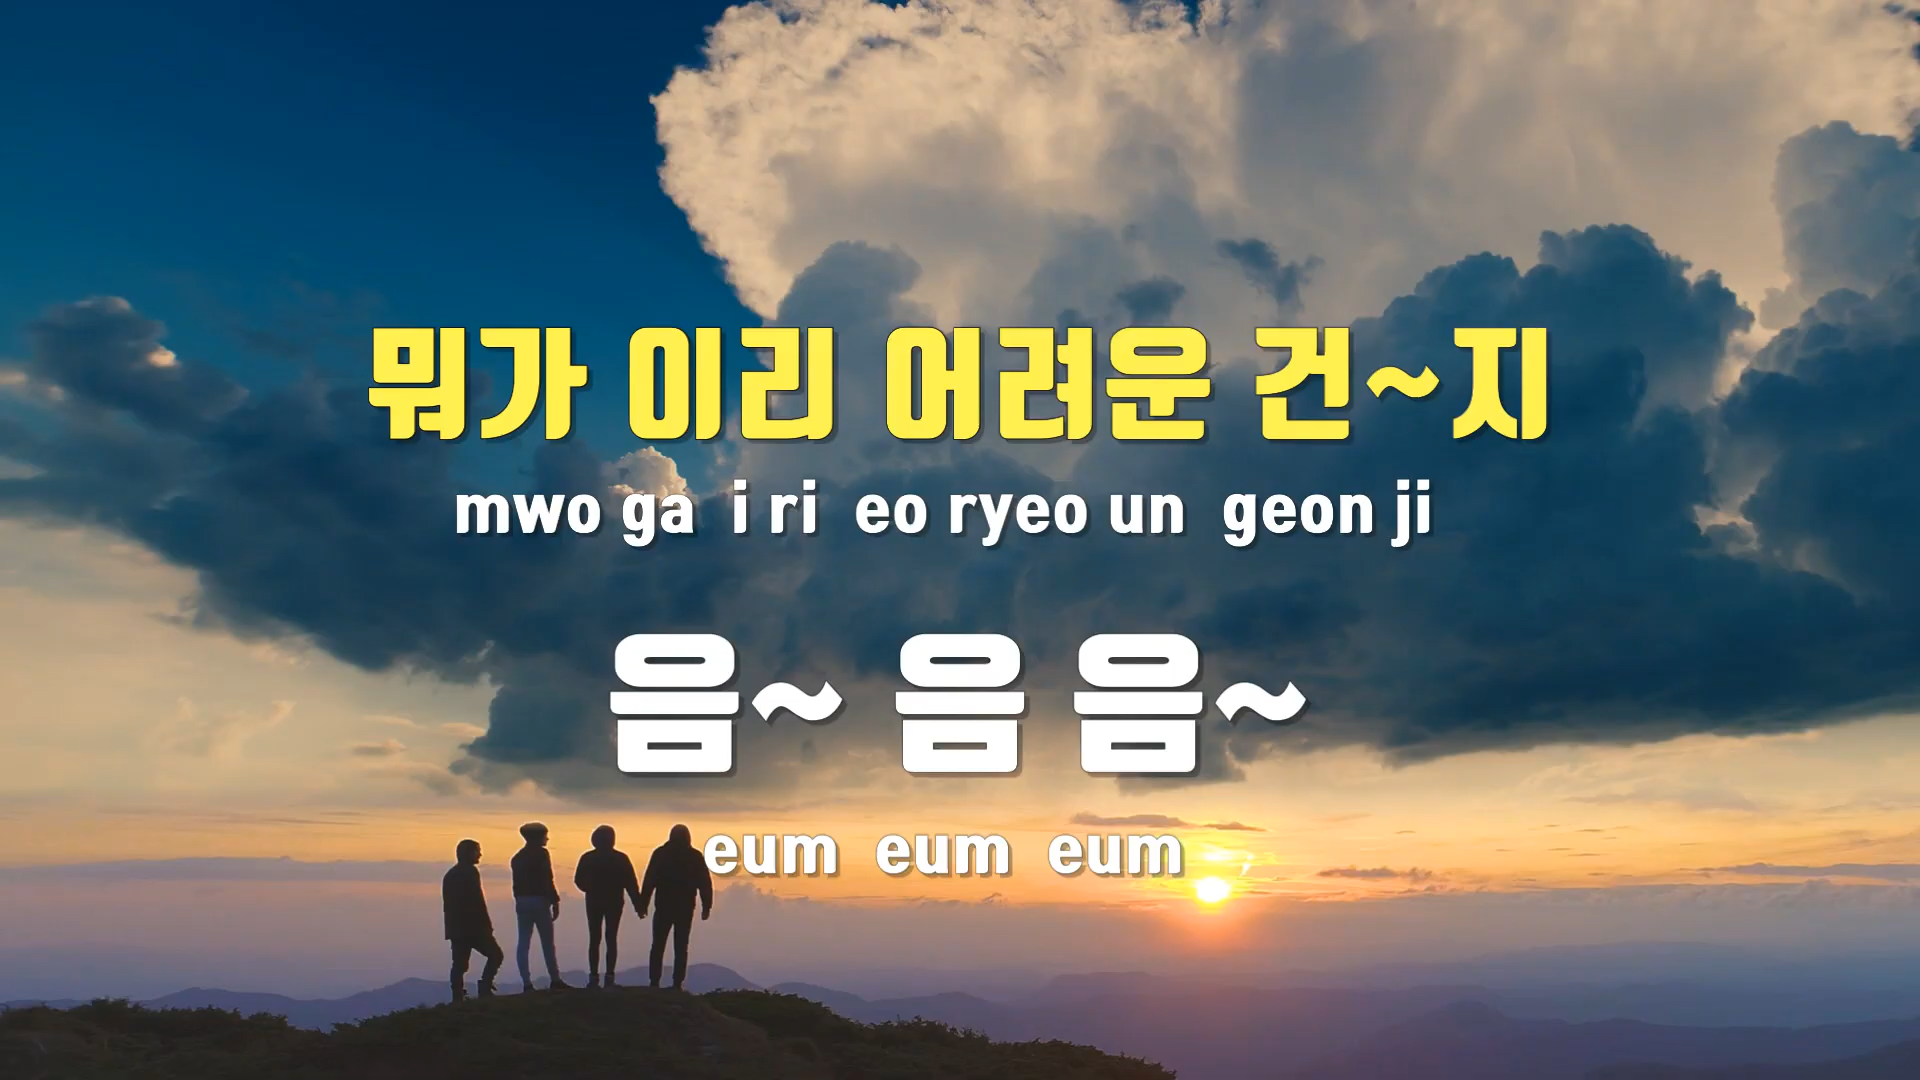 뭐가 이리 어려운 건~지
mwo ga i ri eo ryeo un geon ji
음~ 음 음~
eum eum eum